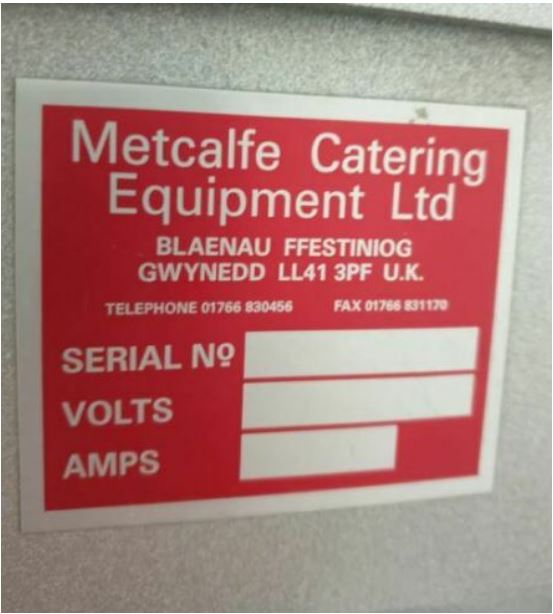 Metcalfe Catering
Equipment Ltd
BLAENAU FFESTINIOG
GWYNEDD LL41 3PF U.K.
TELEPHONE 01766 830456 FAX 01766 831170
SERIAL Nº
VOLTS
AMPS